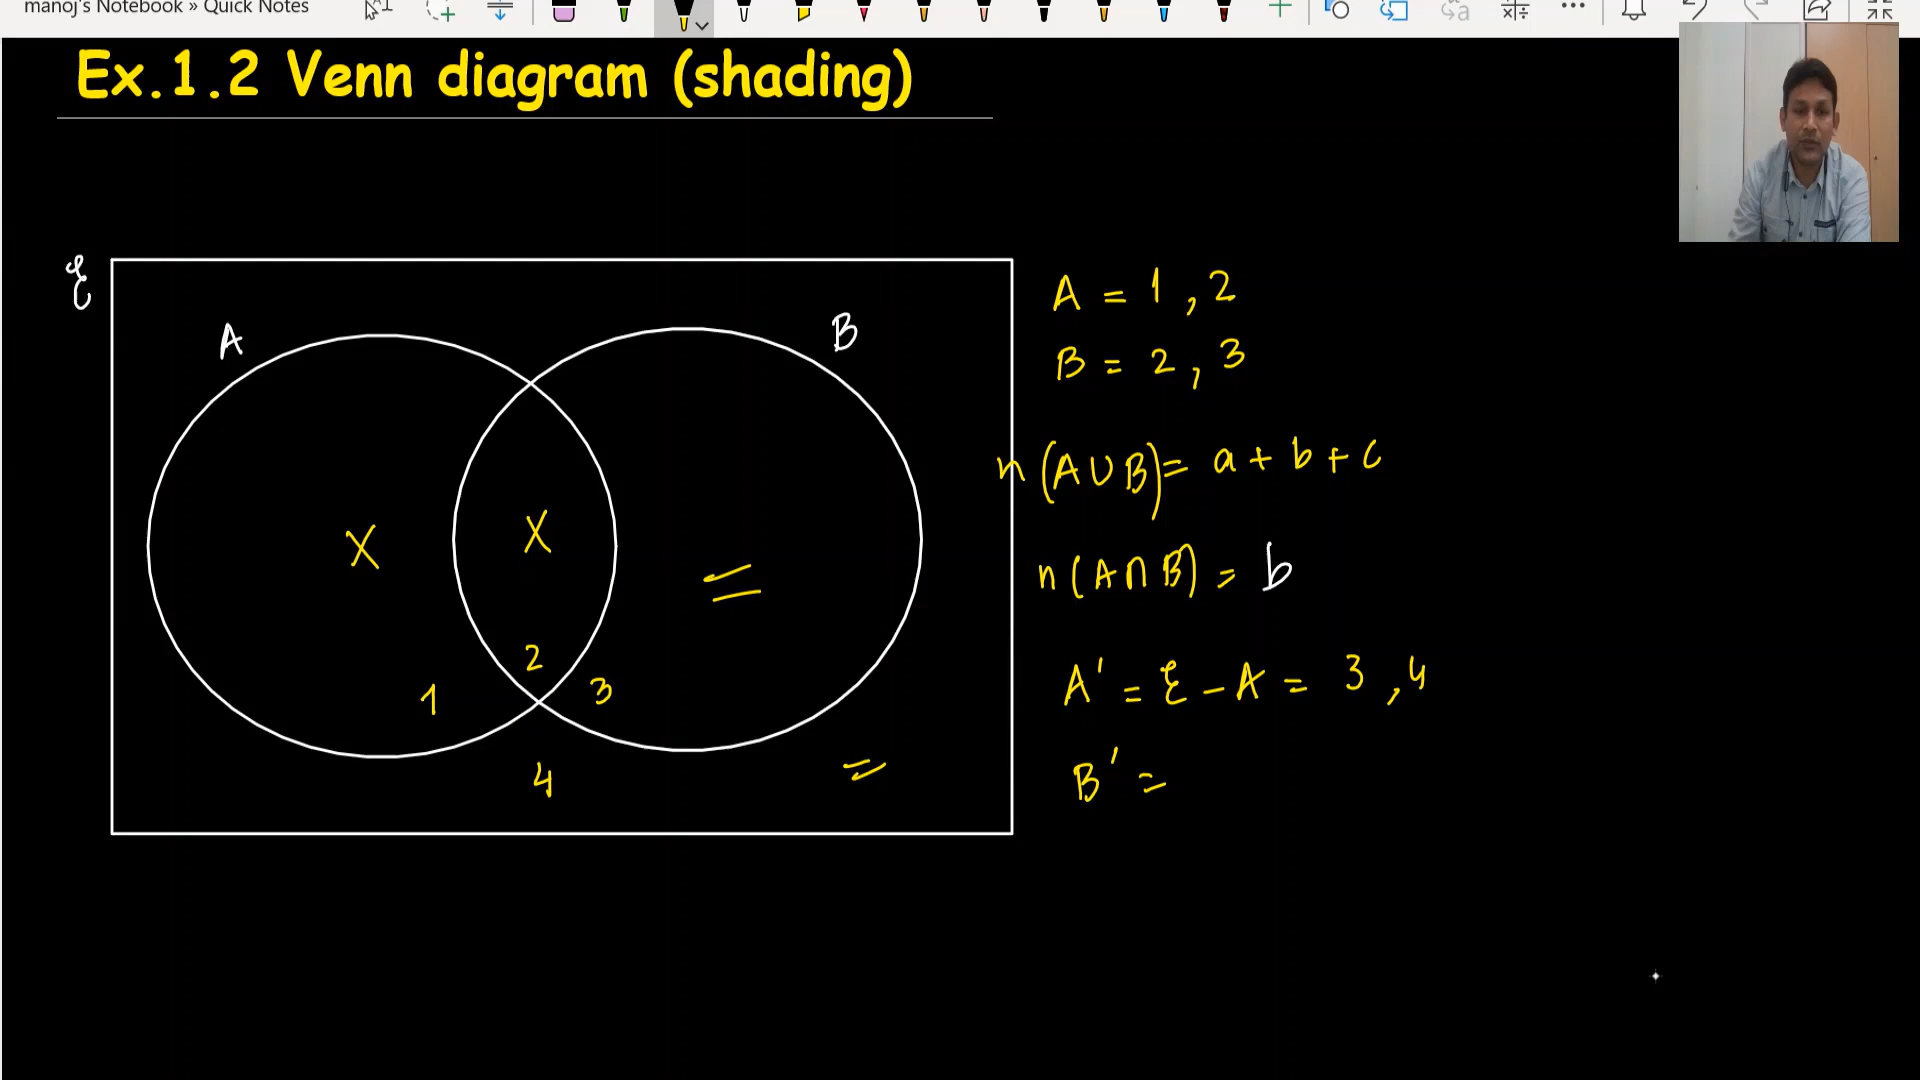 manoj's Notebook » Quick Notes
Ex.1.2 Venn diagram (shading)
ℰ
A
B
X X =
1 2 3
4 =
A = 1 , 2
B = 2 , 3
n(A∪B) = a + b + c
n(A∩B) = b
A' = ℰ - A = 3 , 4
B' =